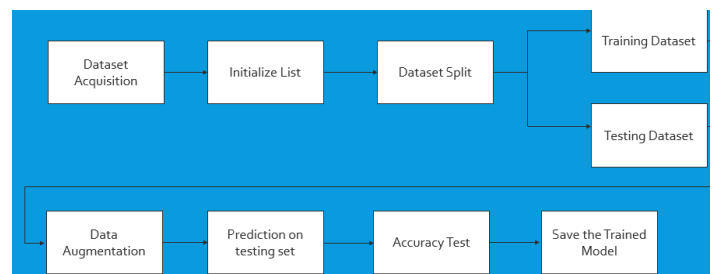 Dataset
Acquisition
Initialize List
Dataset Split
Training Dataset
Testing Dataset
Data
Augmentation
Prediction on
testing set
Accuracy Test
Save the Trained
Model